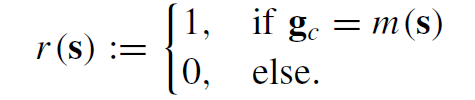 r(s) := { 1, if g_c = m(s)
0, else.